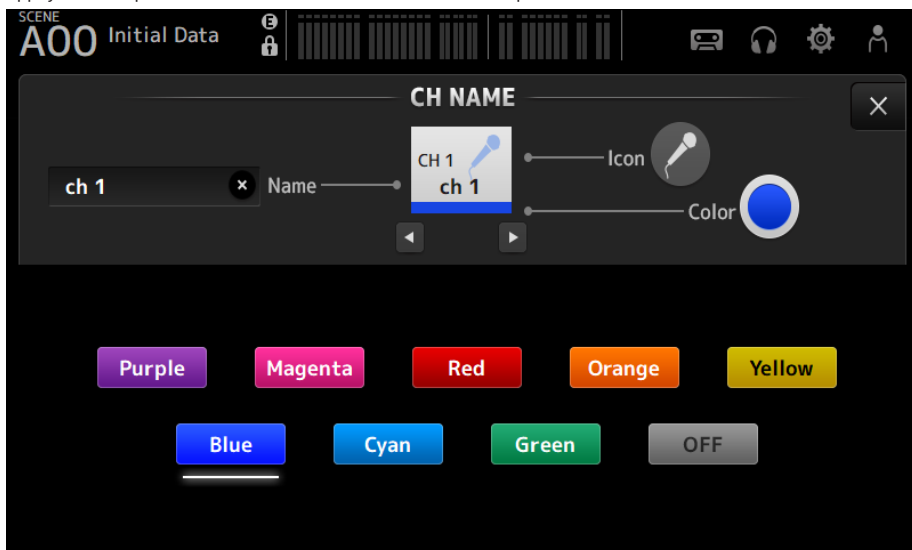 SCENE
A00 Initial Data
E
CH NAME
ch 1
Name
CH 1
ch 1
Icon
Color
Purple
Magenta
Red
Orange
Yellow
Blue
Cyan
Green
OFF